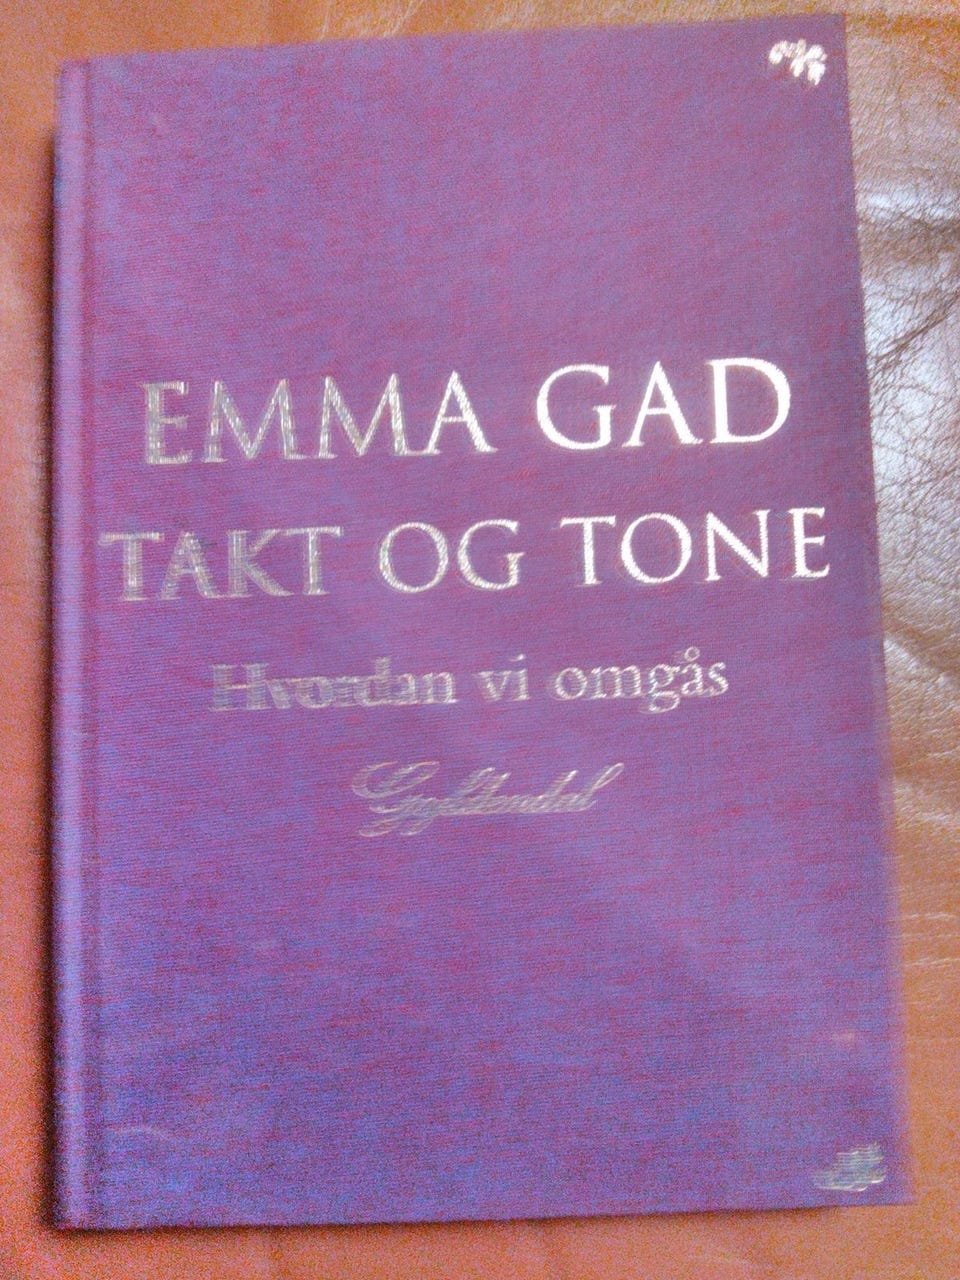 EMMA GAD
TAKT OG TONE
Hvordan vi omgås
Gyldendal